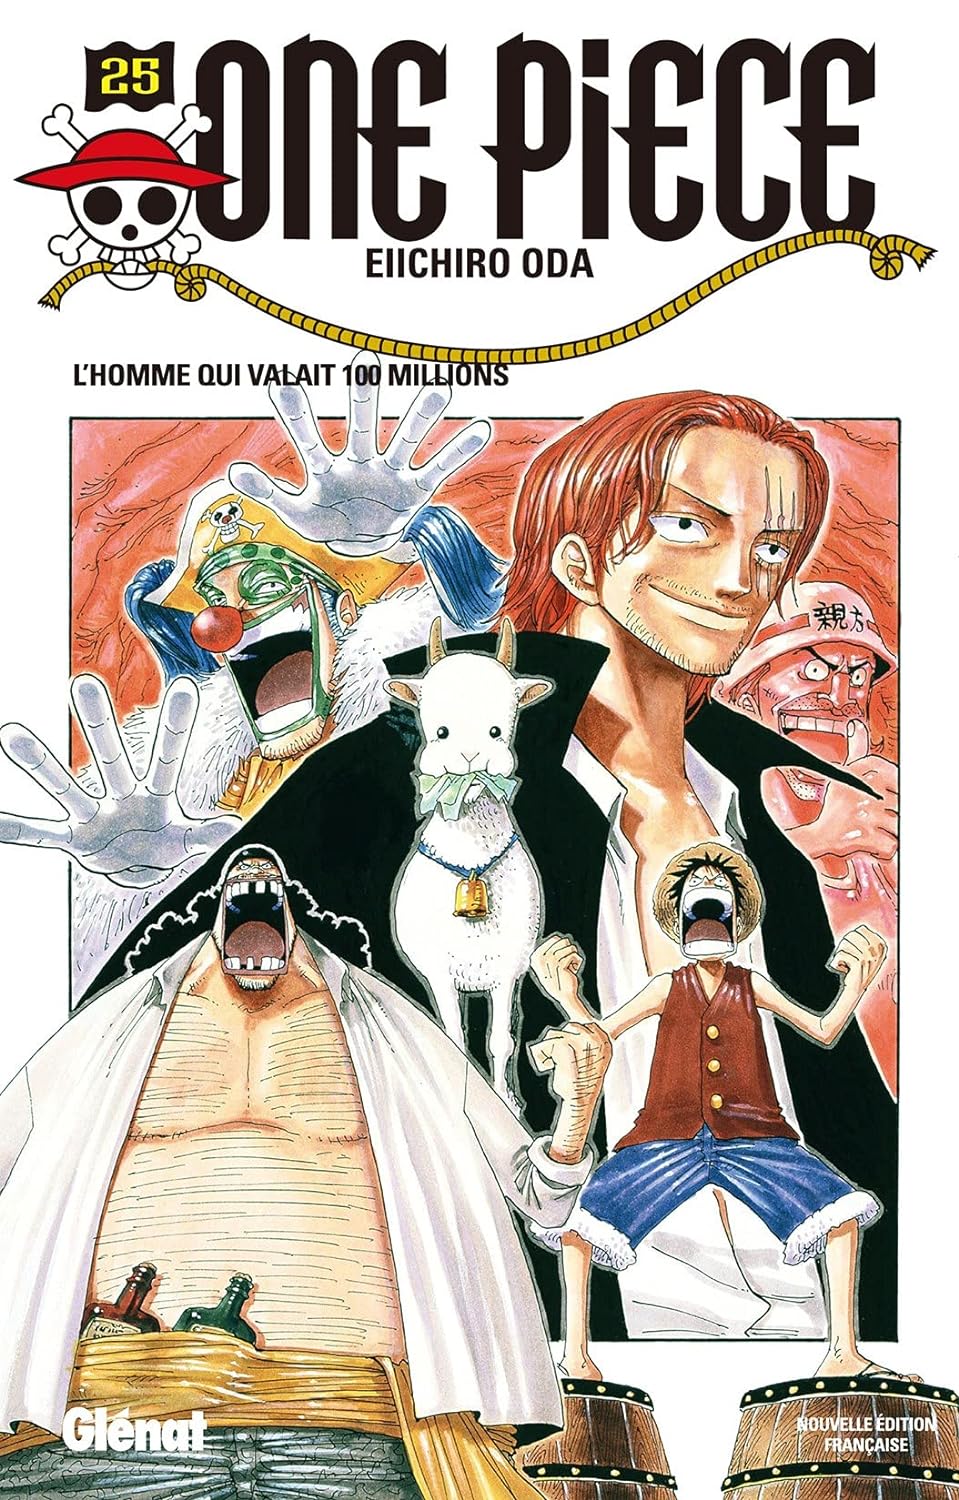 25
ONE PIECE
EIICHIRO ODA
L'HOMME QUI VALAIT 100 MILLIONS
親方
Glénat
NOUVELLE ÉDITION
FRANÇAISE